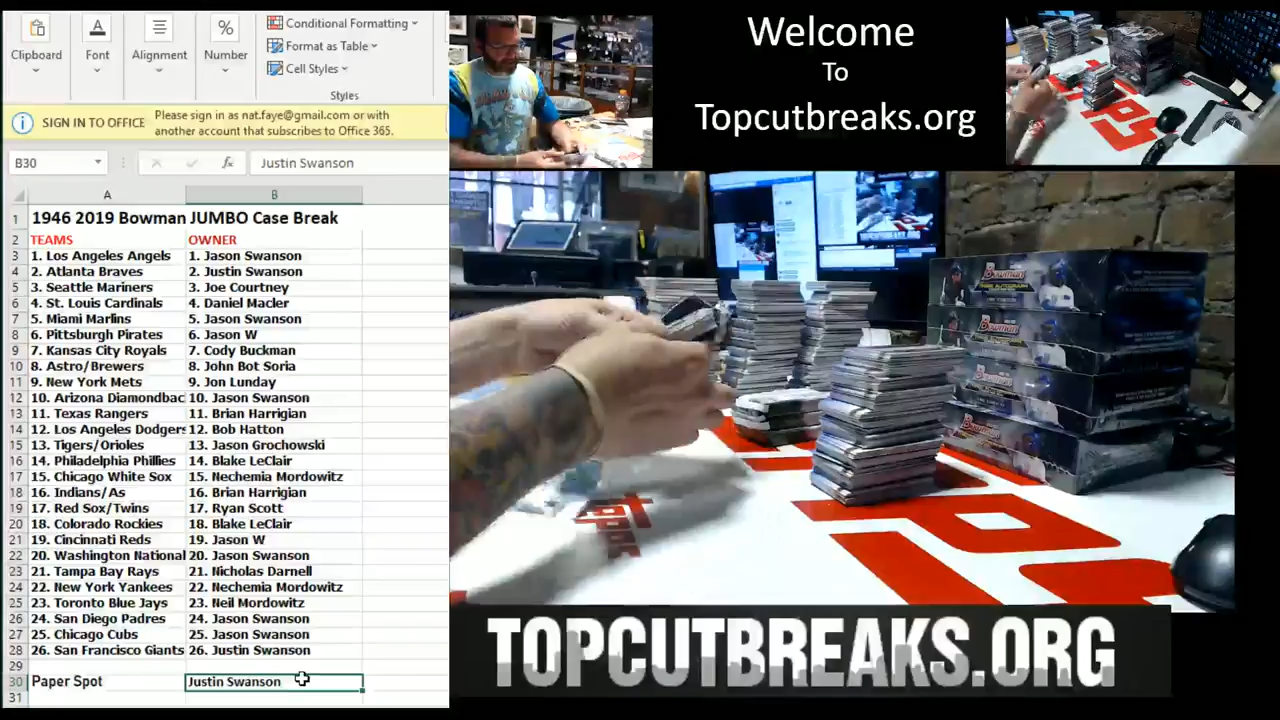 Clipboard
Font
Alignment
Number
Conditional Formatting
Format as Table
Cell Styles
Styles
SIGN IN TO OFFICE
Please sign in as nat.faye@gmail.com or with
another account that subscribes to Office 365.
B30
fx
Justin Swanson
A B
1 1946 2019 Bowman JUMBO Case Break
2 TEAMS OWNER
3 1. Los Angeles Angels 1. Jason Swanson
4 2. Atlanta Braves 2. Justin Swanson
5 3. Seattle Mariners 3. Joe Courtney
6 4. St. Louis Cardinals 4. Daniel Macler
7 5. Miami Marlins 5. Jason Swanson
8 6. Pittsburgh Pirates 6. Jason W
9 7. Kansas City Royals 7. Cody Buckman
10 8. Astro/Brewers 8. John Bot Soria
11 9. New York Mets 9. Jon Lunday
12 10. Arizona Diamondbac 10. Jason Swanson
13 11. Texas Rangers 11. Brian Harrigian
14 12. Los Angeles Dodgers 12. Bob Hatton
15 13. Tigers/Orioles 13. Jason Grochowski
16 14. Philadelphia Phillies 14. Blake LeClair
17 15. Chicago White Sox 15. Nechemia Mordowitz
18 16. Indians/As 16. Brian Harrigian
19 17. Red Sox/Twins 17. Ryan Scott
20 18. Colorado Rockies 18. Blake LeClair
21 19. Cincinnati Reds 19. Jason W
22 20. Washington National 20. Jason Swanson
23 21. Tampa Bay Rays 21. Nicholas Darnell
24 22. New York Yankees 22. Nechemia Mordowitz
25 23. Toronto Blue Jays 23. Neil Mordowitz
26 24. San Diego Padres 24. Jason Swanson
27 25. Chicago Cubs 25. Jason Swanson
28 26. San Francisco Giants 26. Justin Swanson
29
30 Paper Spot Justin Swanson
31
Welcome
To
Topcutbreaks.org
Bowman
Bowman
Bowman
Bowman
TOPCUTBREAKS.ORG